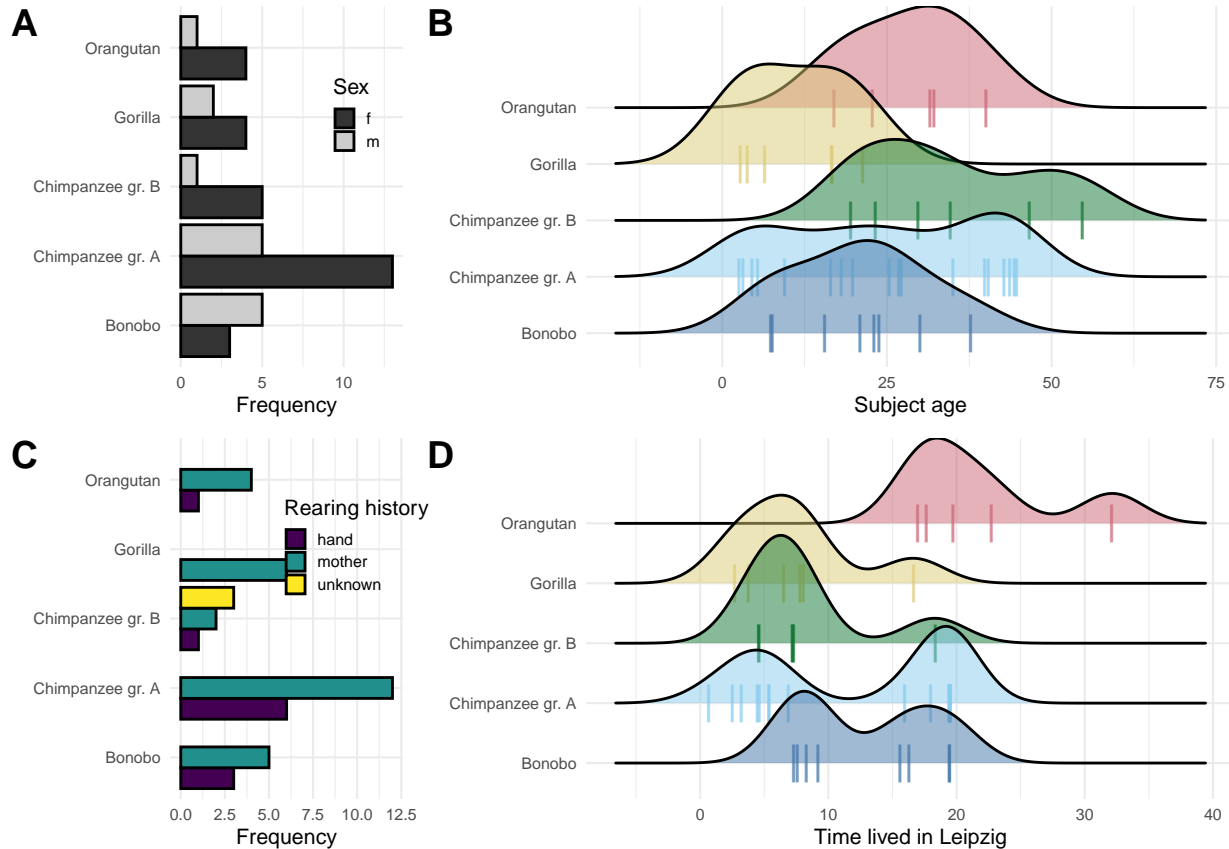 A
Orangutan
Gorilla
Chimpanzee gr. B
Chimpanzee gr. A
Bonobo
Sex
f
m
0 5 10
Frequency
B
Orangutan
Gorilla
Chimpanzee gr. B
Chimpanzee gr. A
Bonobo
0 25 50 75
Subject age
C
Orangutan
Gorilla
Chimpanzee gr. B
Chimpanzee gr. A
Bonobo
Rearing history
hand
mother
unknown
0.0 2.5 5.0 7.5 10.0 12.5
Frequency
D
Orangutan
Gorilla
Chimpanzee gr. B
Chimpanzee gr. A
Bonobo
0 10 20 30 40
Time lived in Leipzig